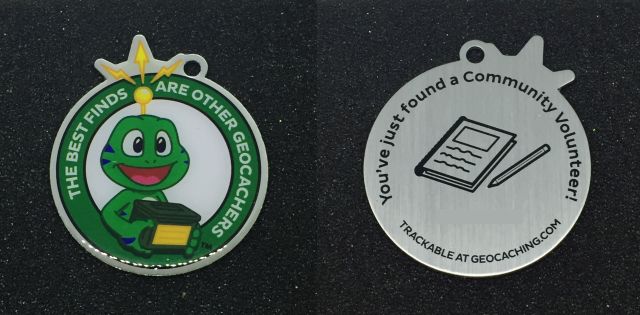 THE BEST FINDS ARE OTHER GEOCACHERS
TM
You've just found a Community Volunteer!
TRACKABLE AT GEOCACHING.COM